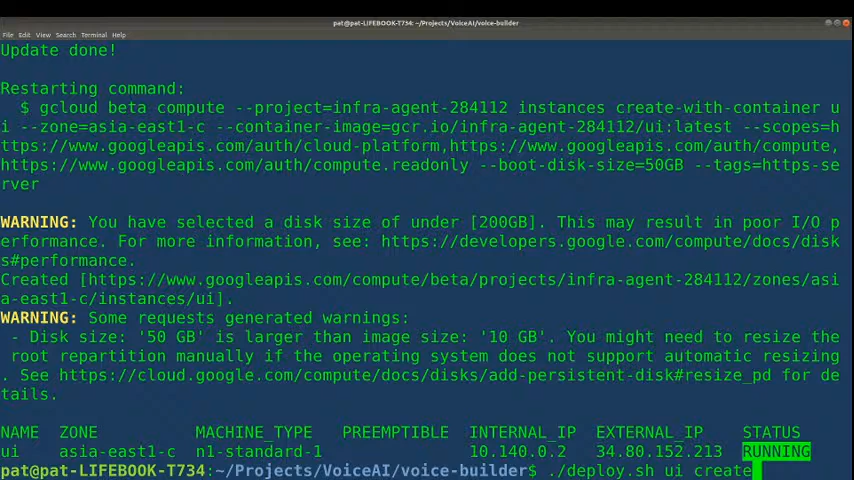 pat@pat-LIFEBOOK-T734: ~/Projects/VoiceAI/voice-builder
File Edit View Search Terminal Help
Update done!
Restarting command:
$ gcloud beta compute --project=infra-agent-284112 instances create-with-container u
i --zone=asia-east1-c --container-image=gcr.io/infra-agent-284112/ui:latest --scopes=h
ttps://www.googleapis.com/auth/cloud-platform,https://www.googleapis.com/auth/compute,
https://www.googleapis.com/auth/compute.readonly --boot-disk-size=50GB --tags=https-se
rver
WARNING: You have selected a disk size of under [200GB]. This may result in poor I/O p
erformance. For more information, see: https://developers.google.com/compute/docs/disk
s#performance.
Created [https://www.googleapis.com/compute/beta/projects/infra-agent-284112/zones/asi
a-east1-c/instances/ui].
WARNING: Some requests generated warnings:
- Disk size: '50 GB' is larger than image size: '10 GB'. You might need to resize the
root repartition manually if the operating system does not support automatic resizing
. See https://cloud.google.com/compute/docs/disks/add-persistent-disk#resize_pd for de
tails.
NAME ZONE MACHINE_TYPE PREEMPTIBLE INTERNAL_IP EXTERNAL_IP STATUS
ui asia-east1-c n1-standard-1 10.140.0.2 34.80.152.213 RUNNING
pat@pat-LIFEBOOK-T734:~/Projects/VoiceAI/voice-builder$ ./deploy.sh ui create